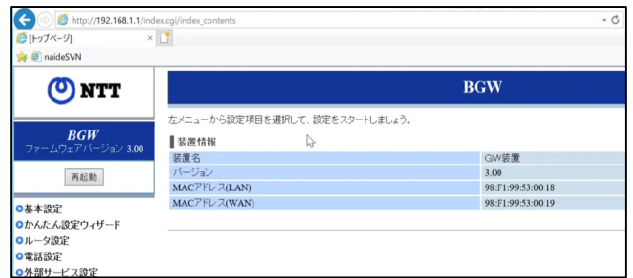 http://192.168.1.1/index.cgi/index_contents
[トップページ]
naideSVN
NTT
BGW
ファームウェアバージョン 3.00
再起動
基本設定
かんたん設定ウィザード
ルータ設定
電話設定
外部サービス設定
BGW
左メニューから設定項目を選択して、設定をスタートしましょう。
装置情報
装置名 GW装置
バージョン 3.00
MACアドレス(LAN) 98:F1:99:53:00 18
MACアドレス(WAN) 98:F1:99:53:00 19